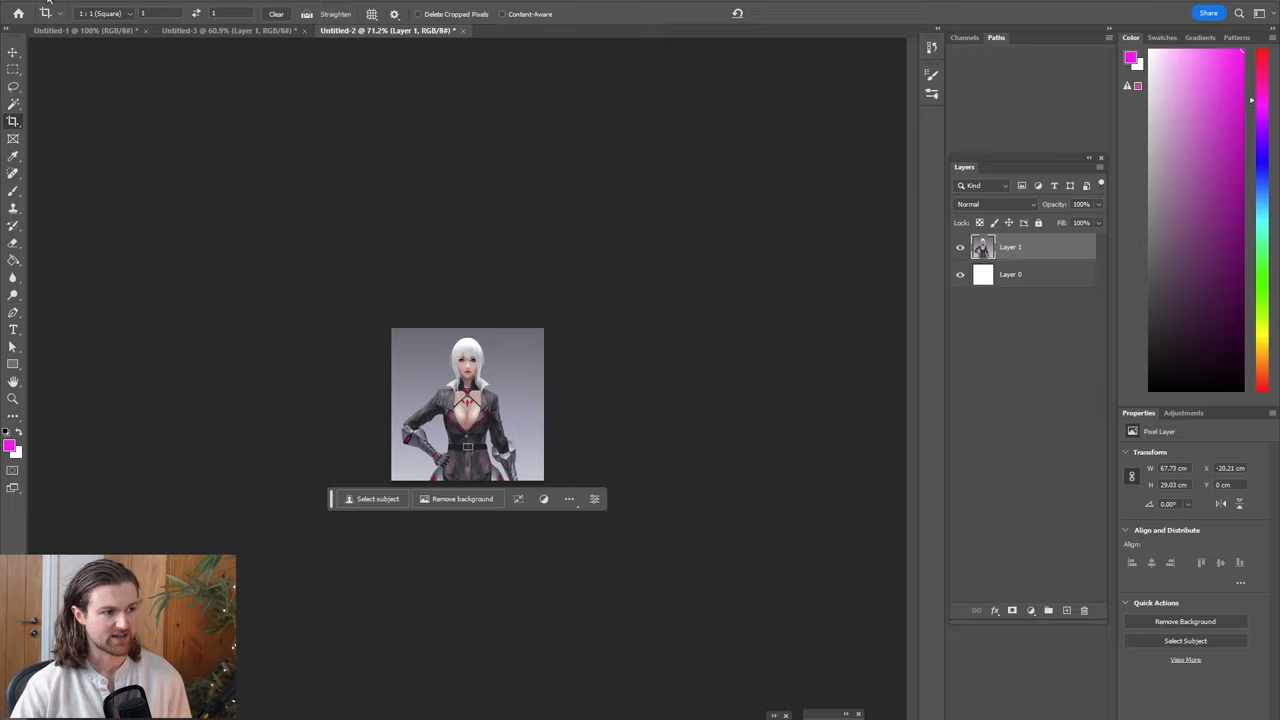 1 : 1 (Square) 1 1 Clear Straighten Delete Cropped Pixels Content-Aware Share
Untitled-1 @ 100% (RGB/8#) * × Untitled-3 @ 60.9% (Layer 1, RGB/8#) * × Untitled-2 @ 71.2% (Layer 1, RGB/8#) * ×
Channels Paths
Color Swatches Gradients Patterns
Layers
Kind
Normal Opacity: 100%
Lock: Fill: 100%
Layer 1
Layer 0
Select subject Remove background
Properties Adjustments
Pixel Layer
Transform
W 67.73 cm X -20.21 cm
H 29.03 cm Y 0 cm
0.00°
Align and Distribute
Align:
Quick Actions
Remove Background
Select Subject
View More